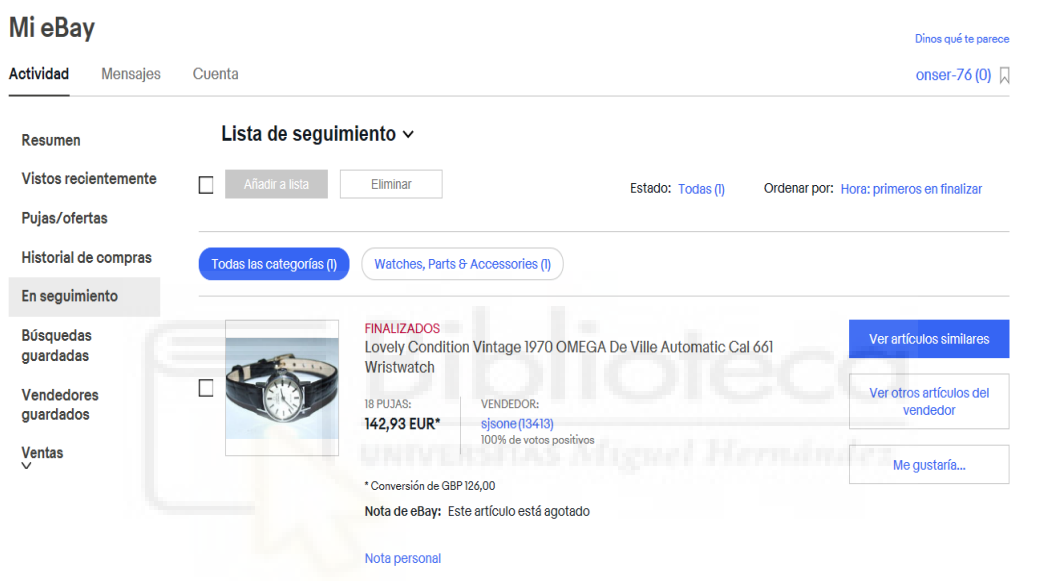 Mi eBay
Dinos qué te parece
Actividad Mensajes Cuenta
onser-76 (0)
Resumen
Vistos recientemente
Pujas/ofertas
Historial de compras
En seguimiento
Búsquedas
guardadas
Vendedores
guardados
Ventas
Lista de seguimiento
Añadir a lista Eliminar
Estado: Todas (1) Ordenar por: Hora: primeros en finalizar
Todas las categorías (1) Watches, Parts & Accessories (1)
FINALIZADOS
Lovely Condition Vintage 1970 OMEGA De Ville Automatic Cal 661
Wristwatch
18 PUJAS:
142,93 EUR*
VENDEDOR:
sjsone (13413)
100% de votos positivos
* Conversión de GBP 126,00
Nota de eBay: Este artículo está agotado
Nota personal
Ver artículos similares
Ver otros artículos del
vendedor
Me gustaría...
Biblioteca
UNIVERSITAS Miguel Hernández